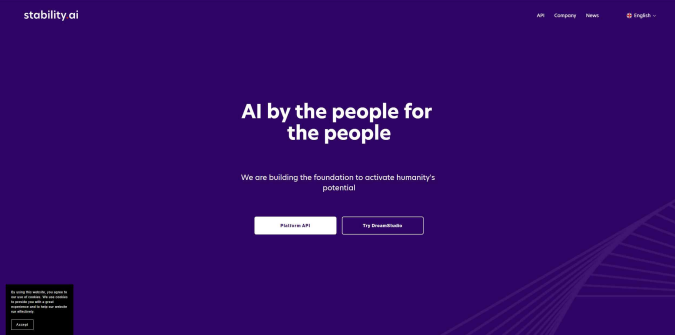 stability ai
API Company News English
AI by the people for
the people
We are building the foundation to activate humanity's
potential
Platform API Try DreamStudio
By using this website, you agree to
our use of cookies. We use cookies
to provide you with a great
experience and to help our website
run effectively.
Accept